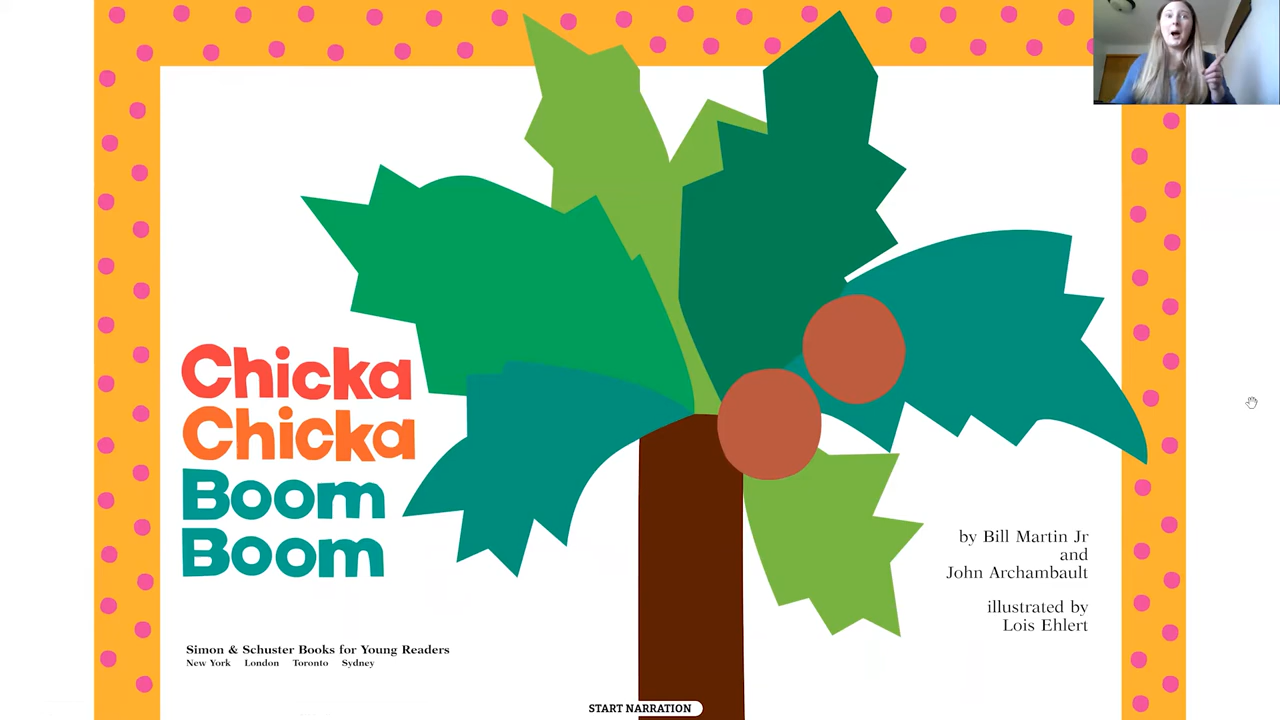 Chicka
Chicka
Boom
Boom
by Bill Martin Jr
and
John Archambault
illustrated by
Lois Ehlert
Simon & Schuster Books for Young Readers
New York London Toronto Sydney
START NARRATION